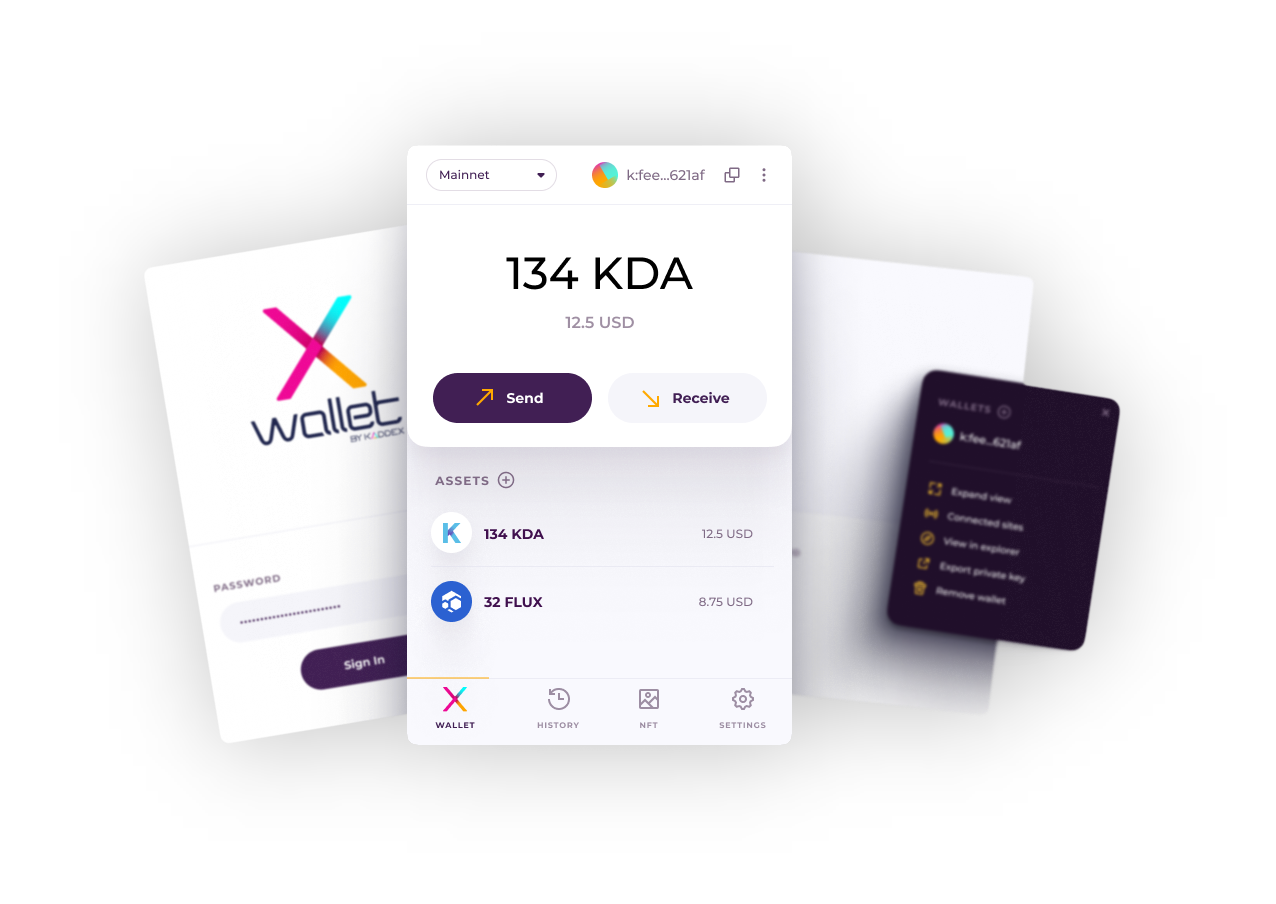 Mainnet
k:fee...621af
134 KDA
12.5 USD
Send
Receive
ASSETS
134 KDA
12.5 USD
32 FLUX
8.75 USD
WALLET
HISTORY
NFT
SETTINGS
wallet
BY KADDEX
PASSWORD
Sign In
WALLETS
k:fee...621af
Expand view
Connected sites
View in explorer
Export private key
Remove wallet